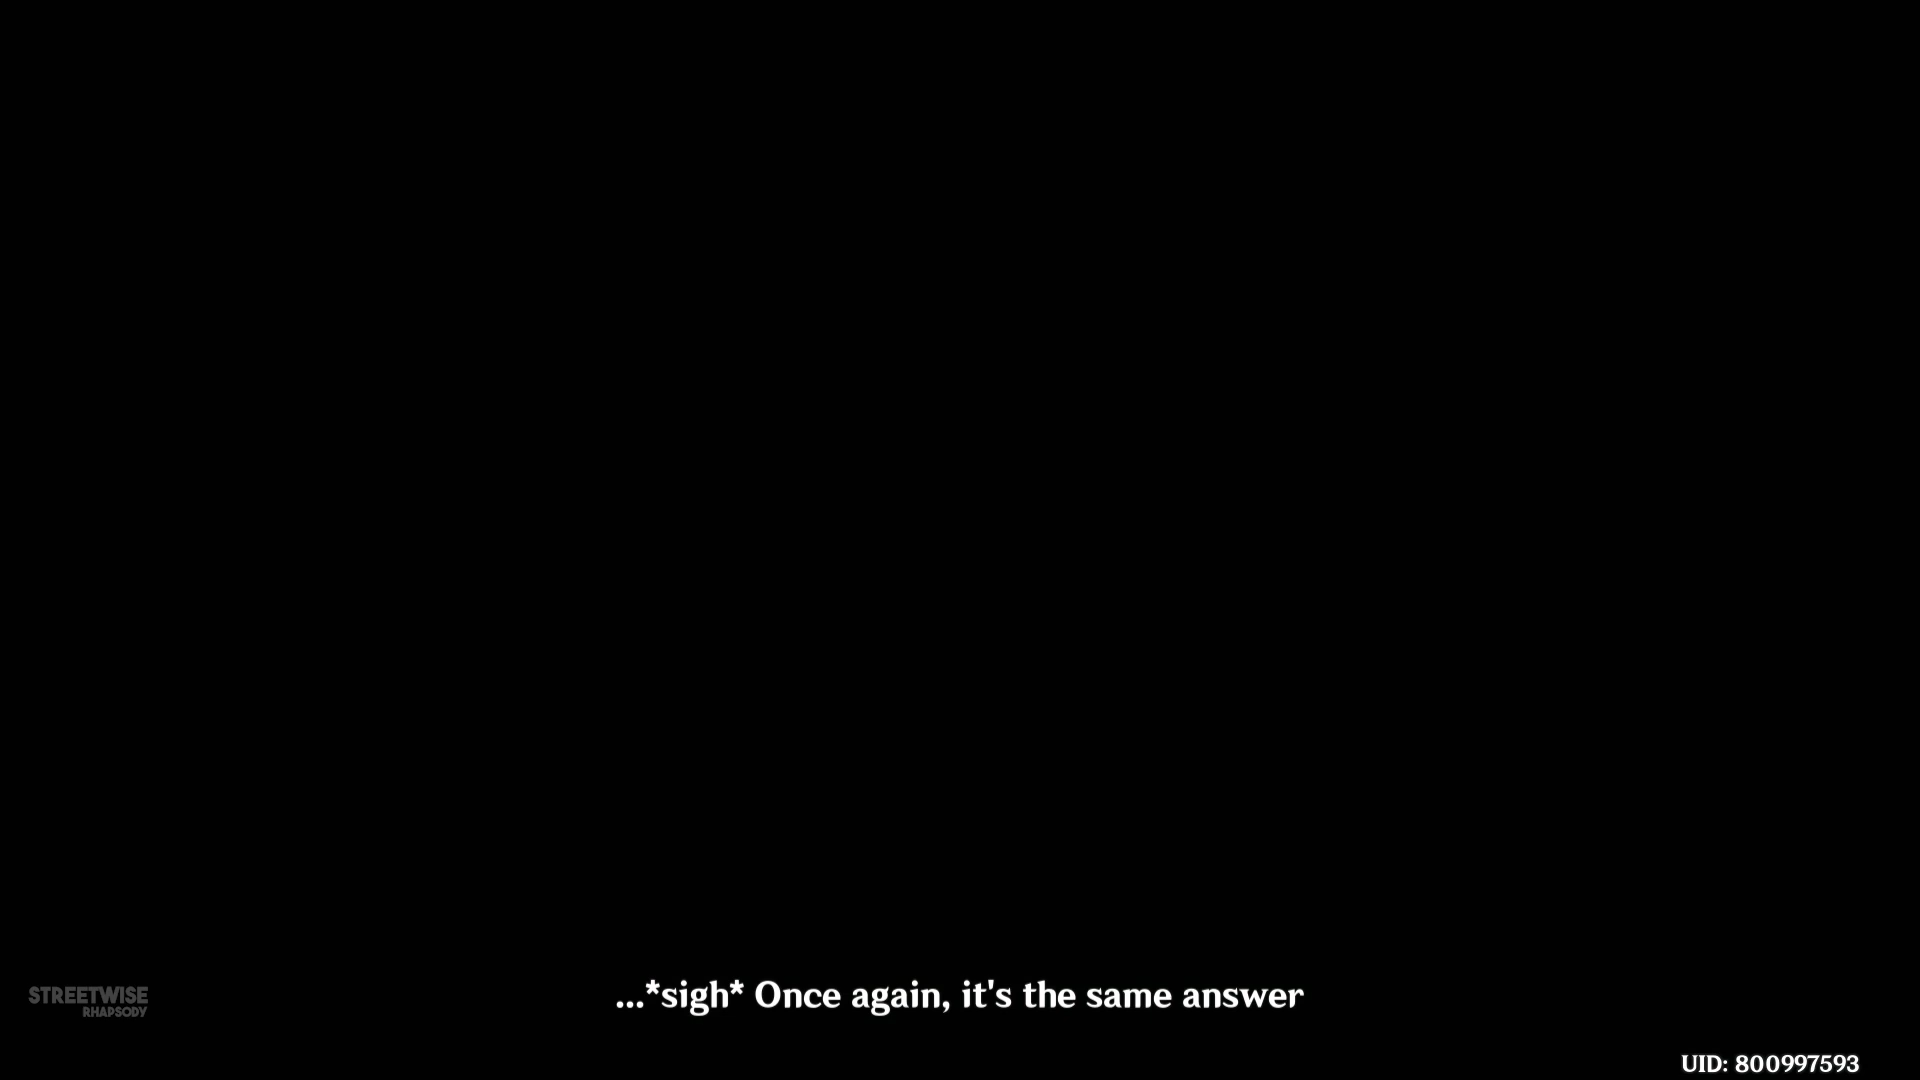 STREETWISE
RHAPSODY
...*sigh* Once again, it's the same answer
UID: 800997593